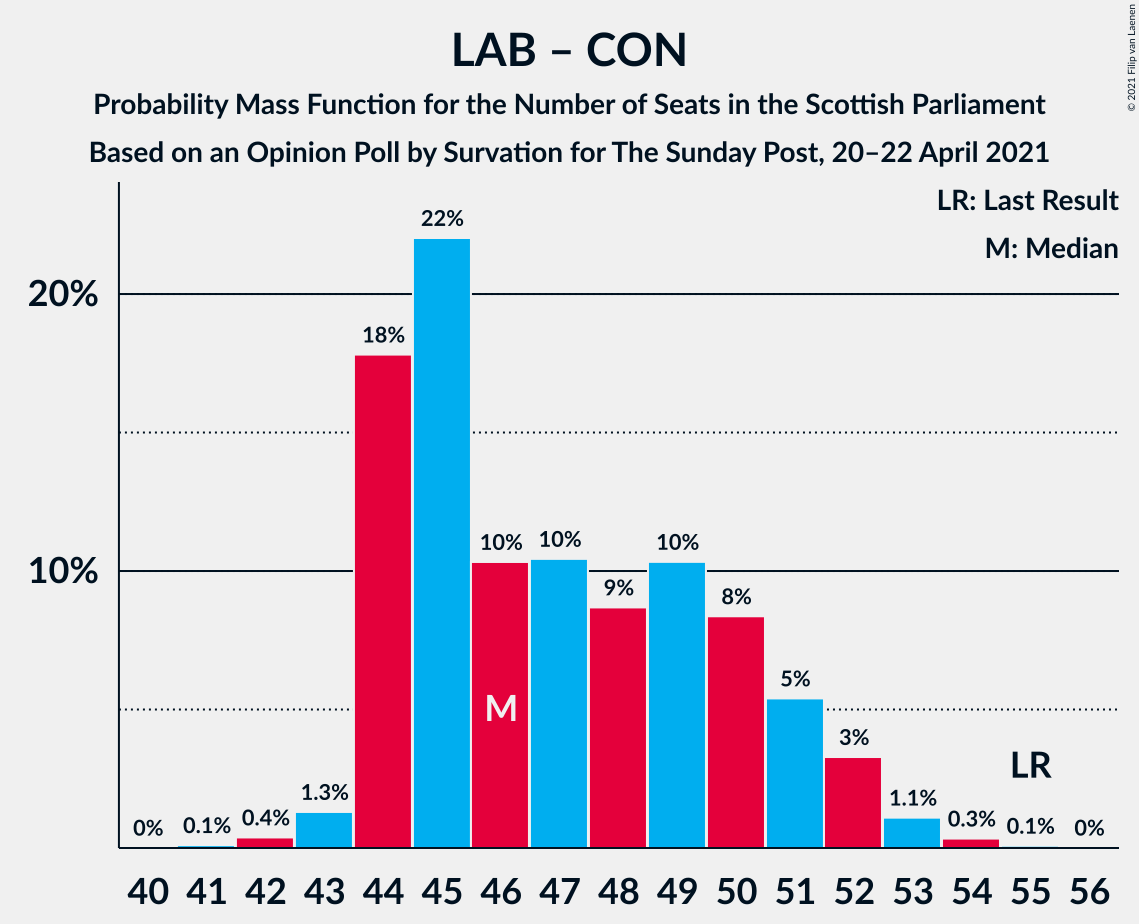 LAB – CON
Probability Mass Function for the Number of Seats in the Scottish Parliament
Based on an Opinion Poll by Survation for The Sunday Post, 20–22 April 2021
© 2021 Filip van Laenen
LR: Last Result
M: Median
22%
20%
18%
10%
10%
10%
10%
9%
8%
5%
M
3%
LR
1.3%
1.1%
0%
0.1%
0.4%
0.3%
0.1%
0%
40 41 42 43 44 45 46 47 48 49 50 51 52 53 54 55 56